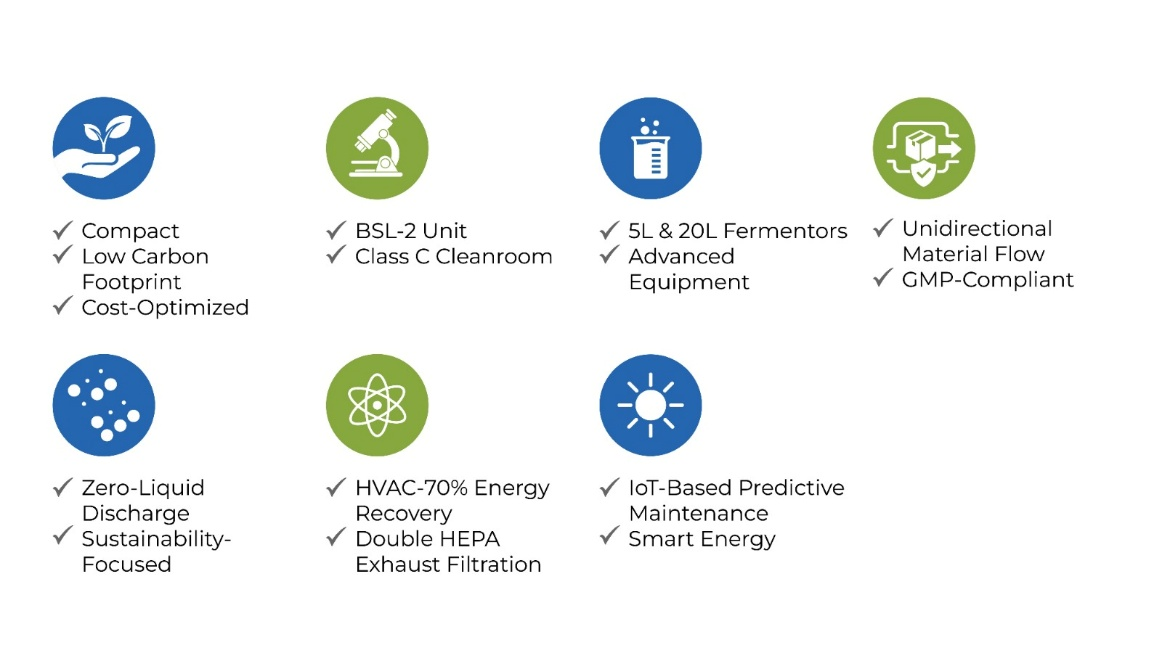 Compact
Low Carbon
Footprint
Cost-Optimized
BSL-2 Unit
Class C Cleanroom
5L & 20L Fermentors
Advanced
Equipment
Unidirectional
Material Flow
GMP-Compliant
Zero-Liquid
Discharge
Sustainability-
Focused
HVAC-70% Energy
Recovery
Double HEPA
Exhaust Filtration
IoT-Based Predictive
Maintenance
Smart Energy